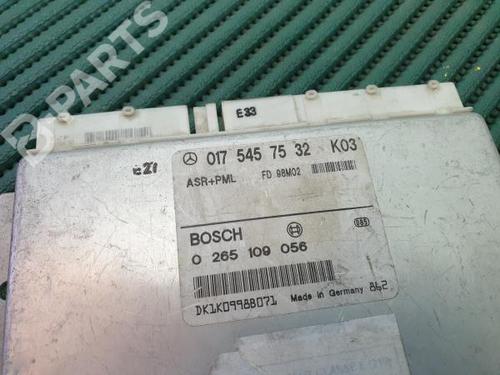 D-PARTS
E33
E21
017 545 75 32 K03
ASR+PML FD 98M02
BOSCH
0 265 109 056
DK1K09988071 Made in Germany 862